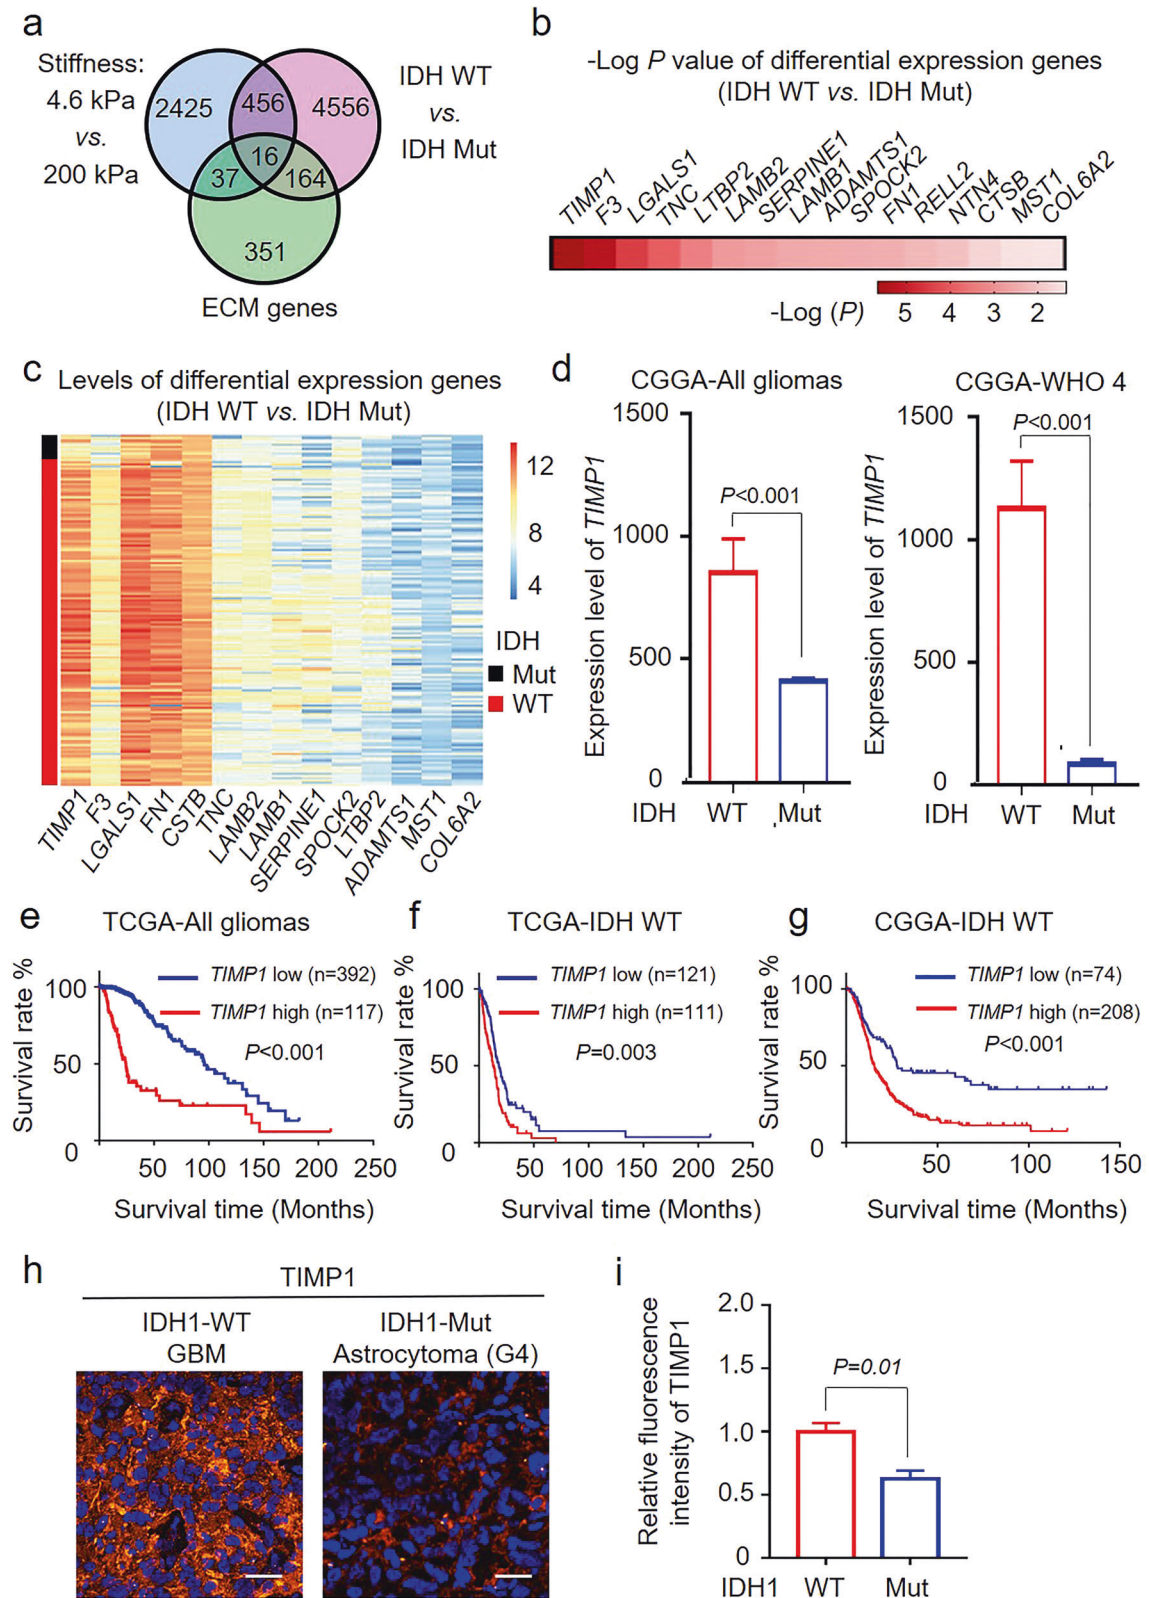 a
Stiffness:
4.6 kPa
vs.
200 kPa
2425
456
4556
16
37
164
351
IDH WT
vs.
IDH Mut
ECM genes
b
-Log P value of differential expression genes
(IDH WT vs. IDH Mut)
TIMP1
F3
LGALS1
TNC
LTBP2
LAMB2
SERPINE1
LAMB1
ADAMTS1
SPOCK2
FN1
RELL2
NTN4
CTSB
MST1
COL6A2
-Log (P) 5 4 3 2
c
Levels of differential expression genes
(IDH WT vs. IDH Mut)
12
8
4
IDH
Mut
WT
TIMP1
F3
LGALS1
FN1
CSTB
TNC
LAMB2
LAMB1
SERPINE1
SPOCK2
LTBP2
ADAMTS1
MST1
COL6A2
d
CGGA-All gliomas
Expression level of TIMP1
1500
1000
500
0
P<0.001
IDH WT Mut
CGGA-WHO 4
Expression level of TIMP1
1500
1000
500
0
P<0.001
IDH WT Mut
e
TCGA-All gliomas
Survival rate %
100
50
0
TIMP1 low (n=392)
TIMP1 high (n=117)
P<0.001
50 100 150 200 250
Survival time (Months)
f
TCGA-IDH WT
Survival rate %
100
50
0
TIMP1 low (n=121)
TIMP1 high (n=111)
P=0.003
50 100 150 200 250
Survival time (Months)
g
CGGA-IDH WT
Survival rate %
100
50
0
TIMP1 low (n=74)
TIMP1 high (n=208)
P<0.001
50 100 150
Survival time (Months)
h
TIMP1
IDH1-WT
GBM
IDH1-Mut
Astrocytoma (G4)
i
Relative fluorescence
intensity of TIMP1
2.0
1.5
1.0
0.5
0
P=0.01
IDH1 WT Mut